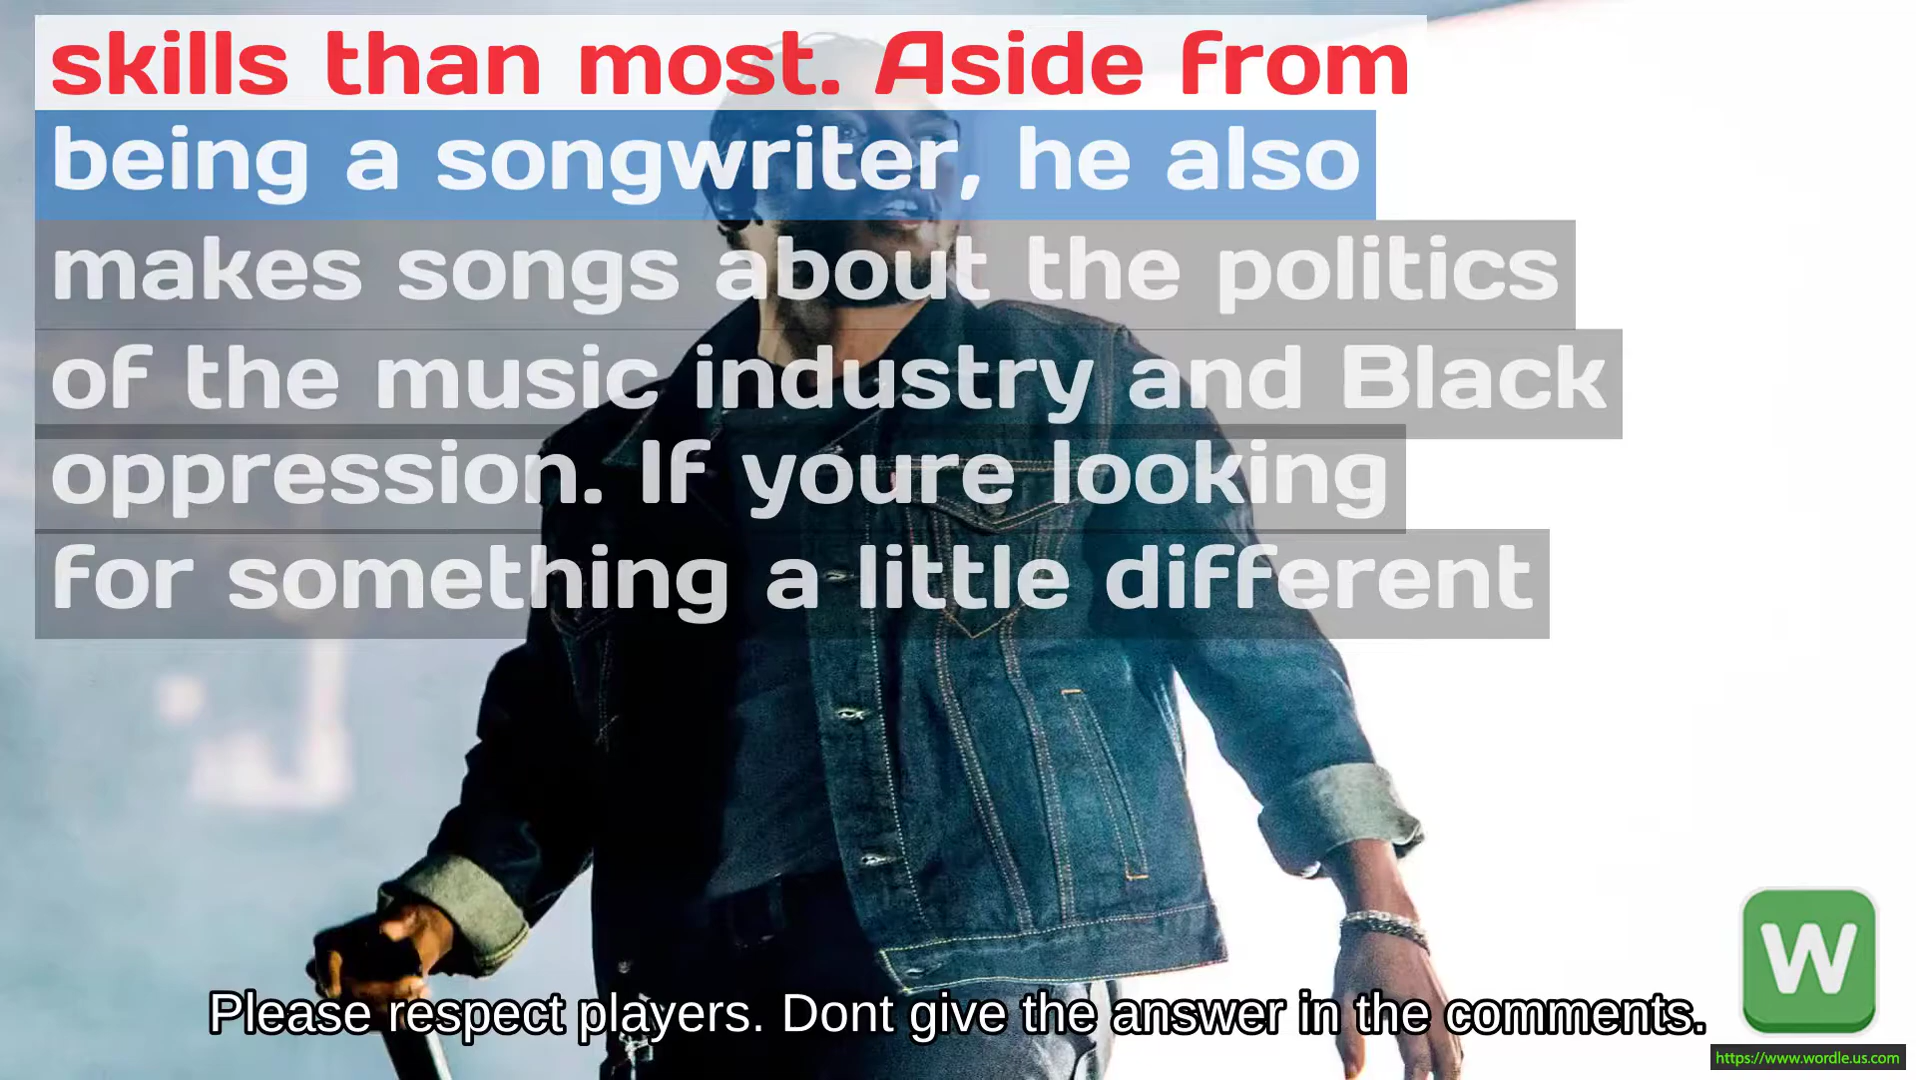 skills than most. Aside from
being a songwriter, he also
makes songs about the politics
of the music industry and Black
oppression. If youre looking
for something a little different
Please respect players. Dont give the answer in the comments.
W
https://www.wordle.us.com